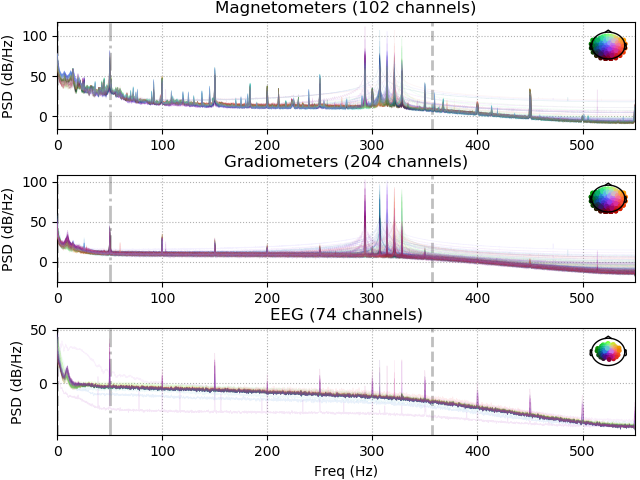 Magnetometers (102 channels)
PSD (dB/Hz)
100
50
0
0 100 200 300 400 500
Gradiometers (204 channels)
PSD (dB/Hz)
100
50
0
0 100 200 300 400 500
EEG (74 channels)
PSD (dB/Hz)
50
0
0 100 200 300 400 500
Freq (Hz)